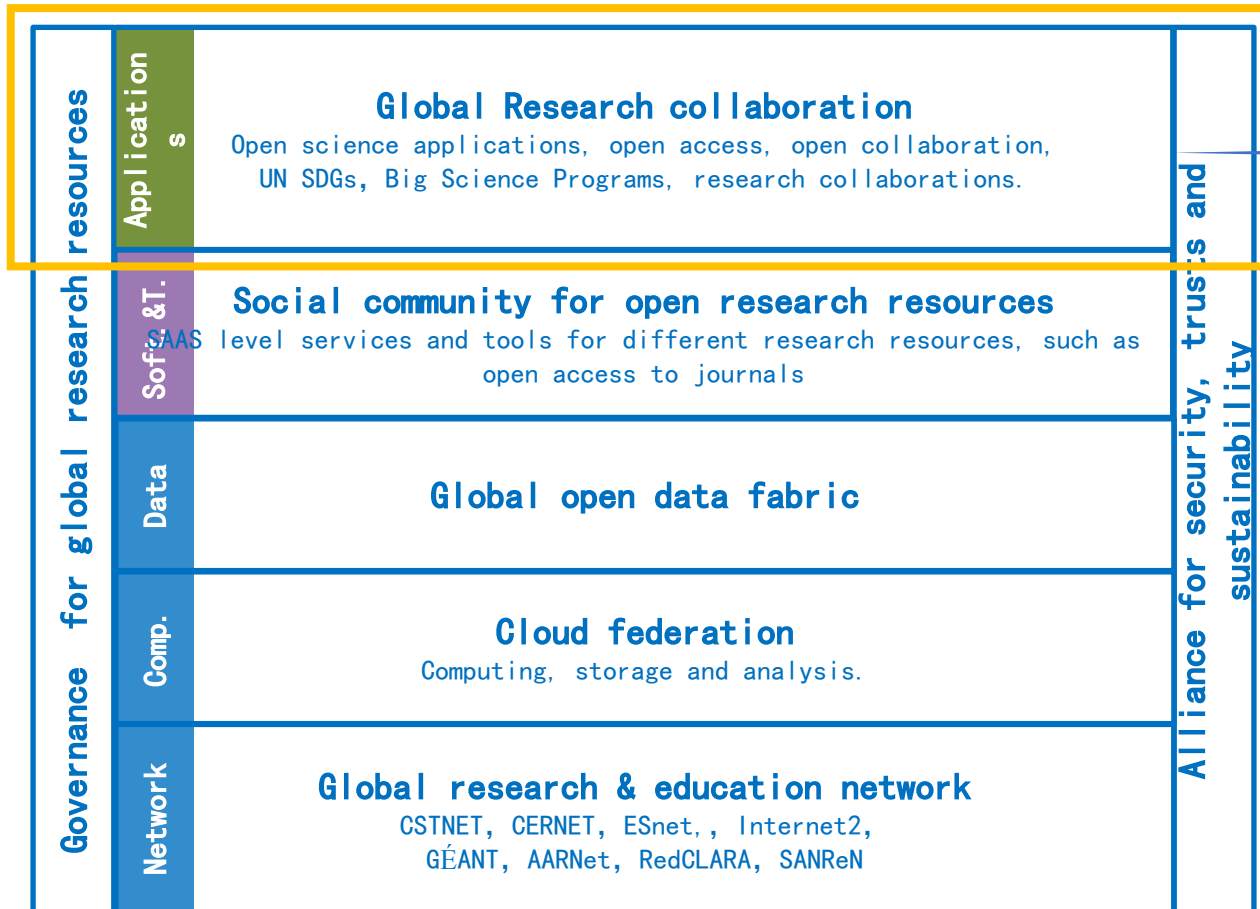 Governance for global research resources
Application
s
Global Research collaboration
Open science applications, open access, open collaboration,
UN SDGs, Big Science Programs, research collaborations.
Soft.&T.
Social community for open research resources
SAAS level services and tools for different research resources, such as
open access to journals
Data
Global open data fabric
Comp.
Cloud federation
Computing, storage and analysis.
Network
Global research & education network
CSTNET, CERNET, ESnet,, Internet2,
GÉANT, AARNet, RedCLARA, SANReN
Alliance for security, trusts and
sustainability